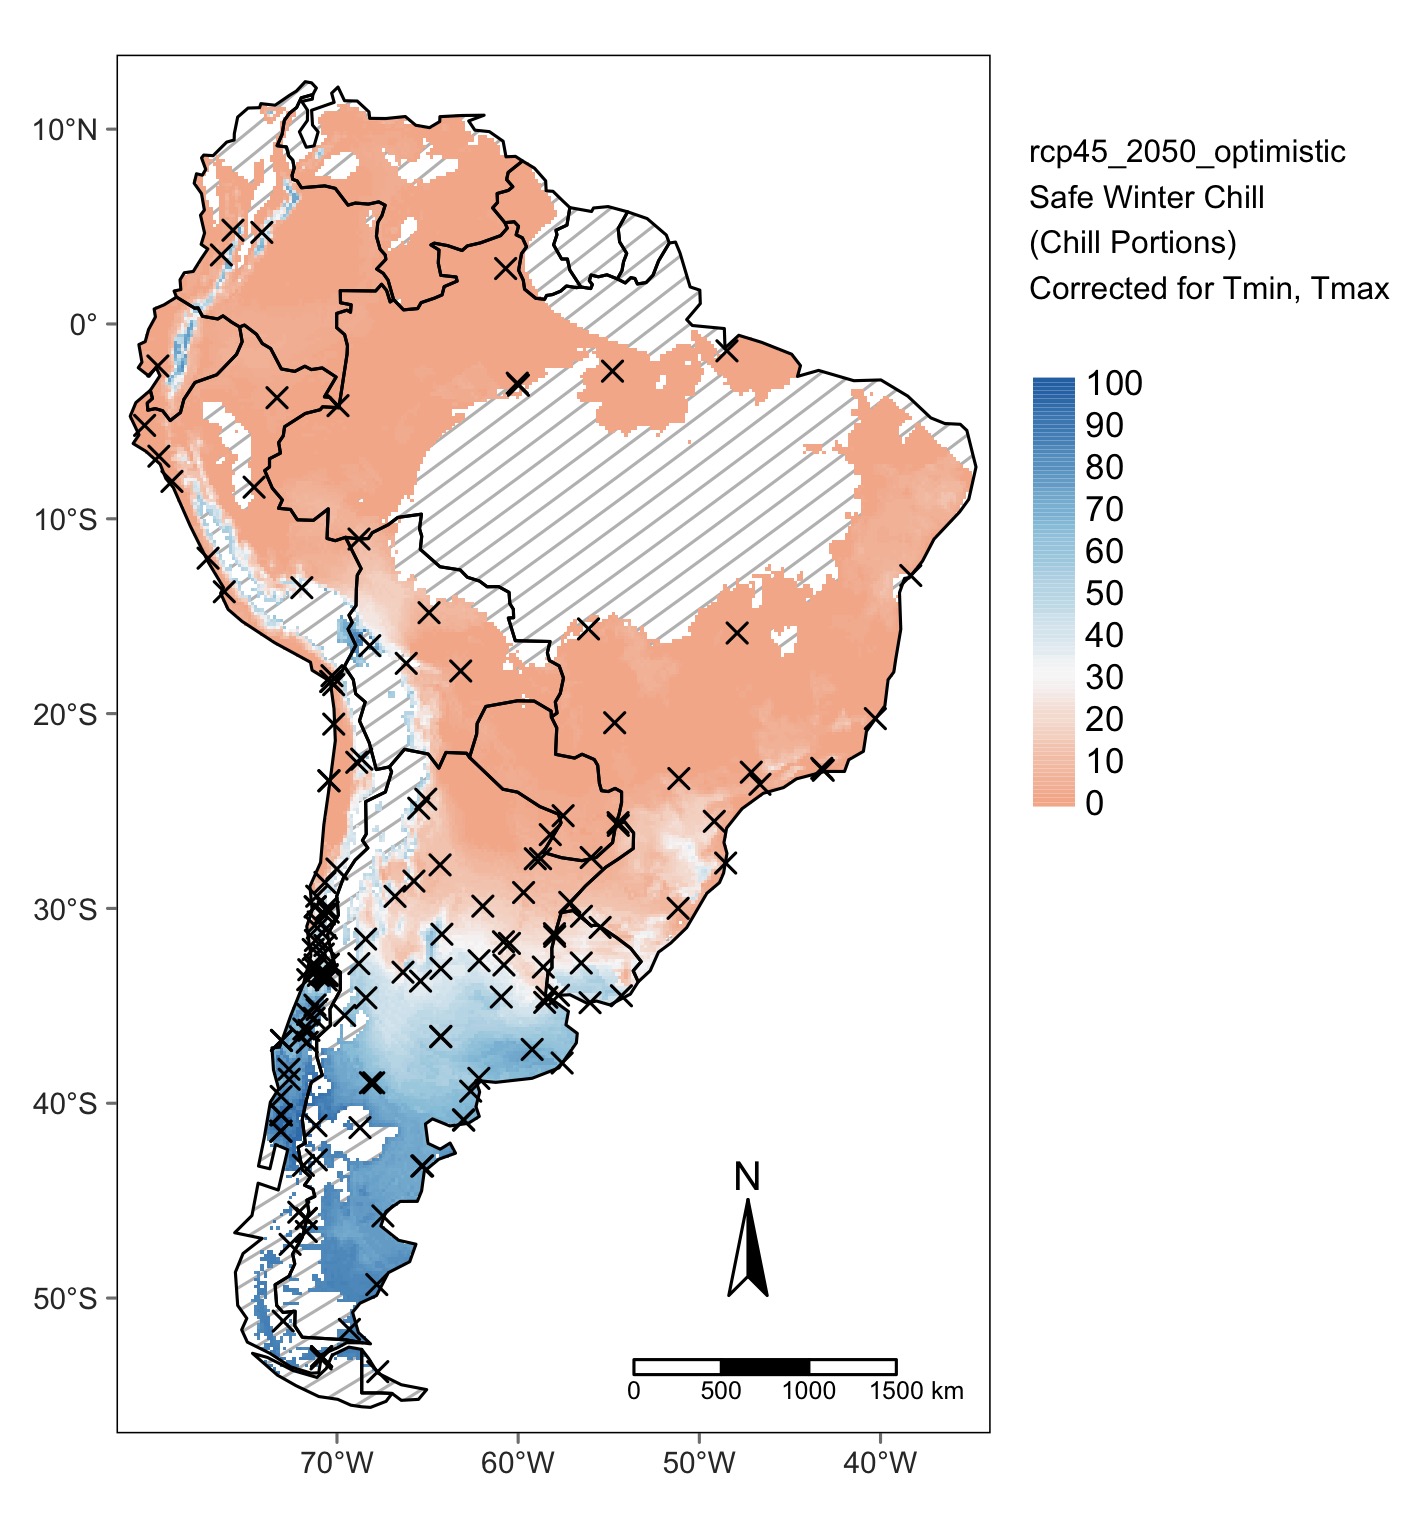 rcp45_2050_optimistic
Safe Winter Chill
(Chill Portions)
Corrected for Tmin, Tmax
100
90
80
70
60
50
40
30
20
10
0
10°N
0°
10°S
20°S
30°S
40°S
50°S
N
0 500 1000 1500 km
70°W 60°W 50°W 40°W